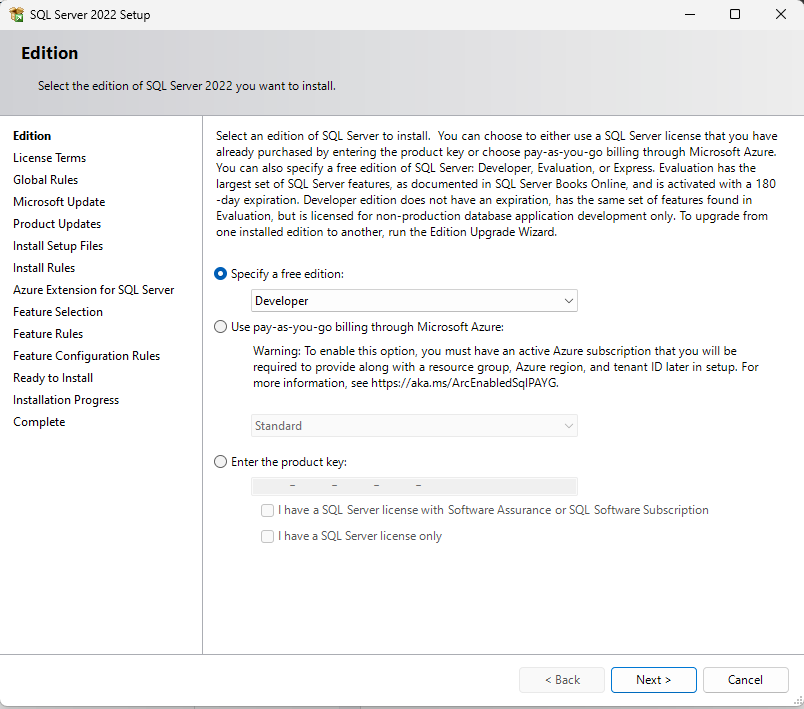 SQL Server 2022 Setup
Edition
Select the edition of SQL Server 2022 you want to install.
Edition
License Terms
Global Rules
Microsoft Update
Product Updates
Install Setup Files
Install Rules
Azure Extension for SQL Server
Feature Selection
Feature Rules
Feature Configuration Rules
Ready to Install
Installation Progress
Complete
Select an edition of SQL Server to install.  You can choose to either use a SQL Server license that you have
already purchased by entering the product key or choose pay-as-you-go billing through Microsoft Azure.
You can also specify a free edition of SQL Server: Developer, Evaluation, or Express. Evaluation has the
largest set of SQL Server features, as documented in SQL Server Books Online, and is activated with a 180
-day expiration. Developer edition does not have an expiration, has the same set of features found in
Evaluation, but is licensed for non-production database application development only. To upgrade from
one installed edition to another, run the Edition Upgrade Wizard.
Specify a free edition:
Developer
Use pay-as-you-go billing through Microsoft Azure:
Warning: To enable this option, you must have an active Azure subscription that you will be
required to provide along with a resource group, Azure region, and tenant ID later in setup. For
more information, see https://aka.ms/ArcEnabledSqlPAYG.
Standard
Enter the product key:
- - - -
I have a SQL Server license with Software Assurance or SQL Software Subscription
I have a SQL Server license only
< Back
Next >
Cancel